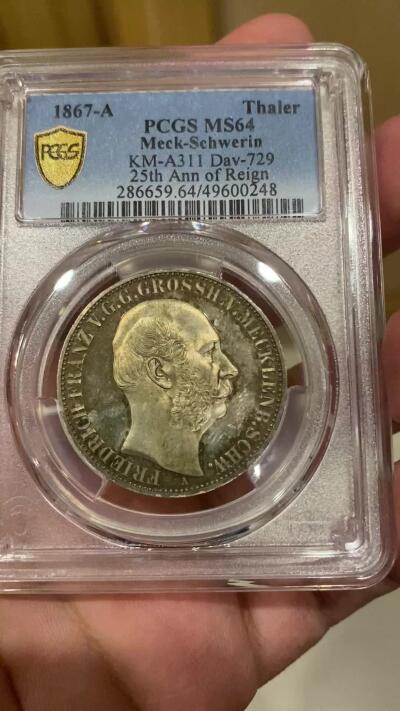 1867-A Thaler
PCGS
PCGS MS64
Meck-Schwerin
KM-A311 Dav-729
25th Ann of Reign
286659.64/49600248
FRIEDRICH FRANZ V.G.G.GROSSH.V.MECKLENB.SCHW.
A